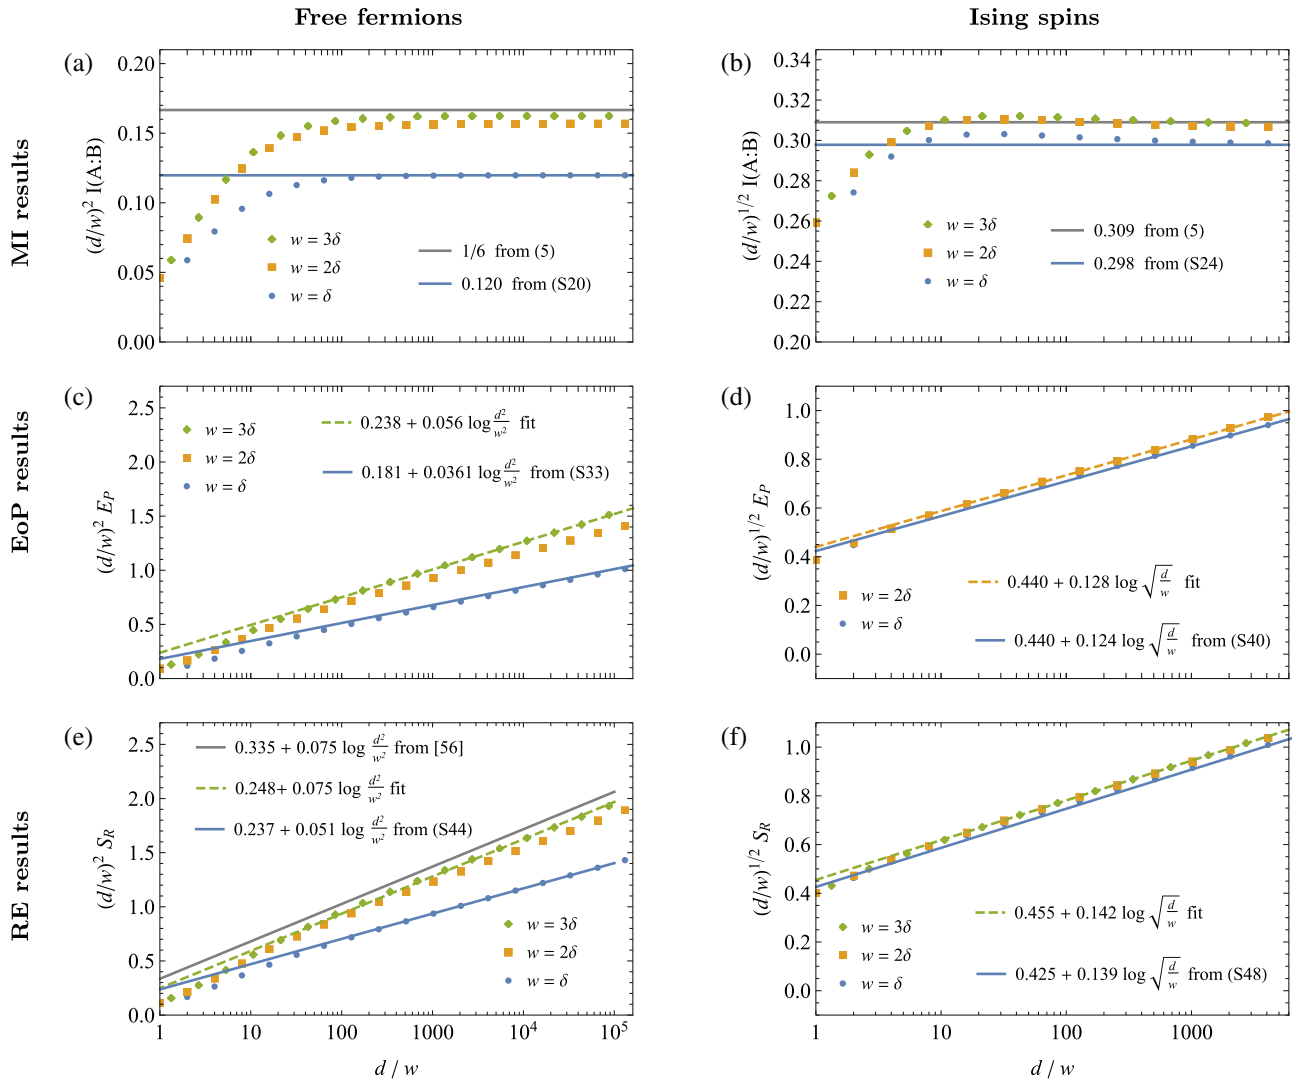 Free fermions
Ising spins
MI results
(a)
(d/w)² I(A:B)
0.20
0.15
0.10
0.05
0.00
w = 3δ
w = 2δ
w = δ
1/6 from (5)
0.120 from (S20)
(b)
(d/w)^{1/2} I(A:B)
0.34
0.32
0.30
0.28
0.26
0.24
0.22
0.20
w = 3δ
w = 2δ
w = δ
0.309 from (5)
0.298 from (S24)
EoP results
(c)
(d/w)² E_P
2.5
2.0
1.5
1.0
0.5
0.0
w = 3δ
w = 2δ
w = δ
0.238 + 0.056 log d²/w² fit
0.181 + 0.0361 log d²/w² from (S33)
(d)
(d/w)^{1/2} E_P
1.0
0.8
0.6
0.4
0.2
0.0
w = 2δ
w = δ
0.440 + 0.128 log √(d/w) fit
0.440 + 0.124 log √(d/w) from (S40)
RE results
(e)
(d/w)² S_R
2.5
2.0
1.5
1.0
0.5
0.0
0.335 + 0.075 log d²/w² from [56]
0.248+ 0.075 log d²/w² fit
0.237 + 0.051 log d²/w² from (S44)
w = 3δ
w = 2δ
w = δ
1 10 100 1000 10⁴ 10⁵
d / w
(f)
(d/w)^{1/2} S_R
1.0
0.8
0.6
0.4
0.2
0.0
w = 3δ
w = 2δ
w = δ
0.455 + 0.142 log √(d/w) fit
0.425 + 0.139 log √(d/w) from (S48)
1 10 100 1000
d / w